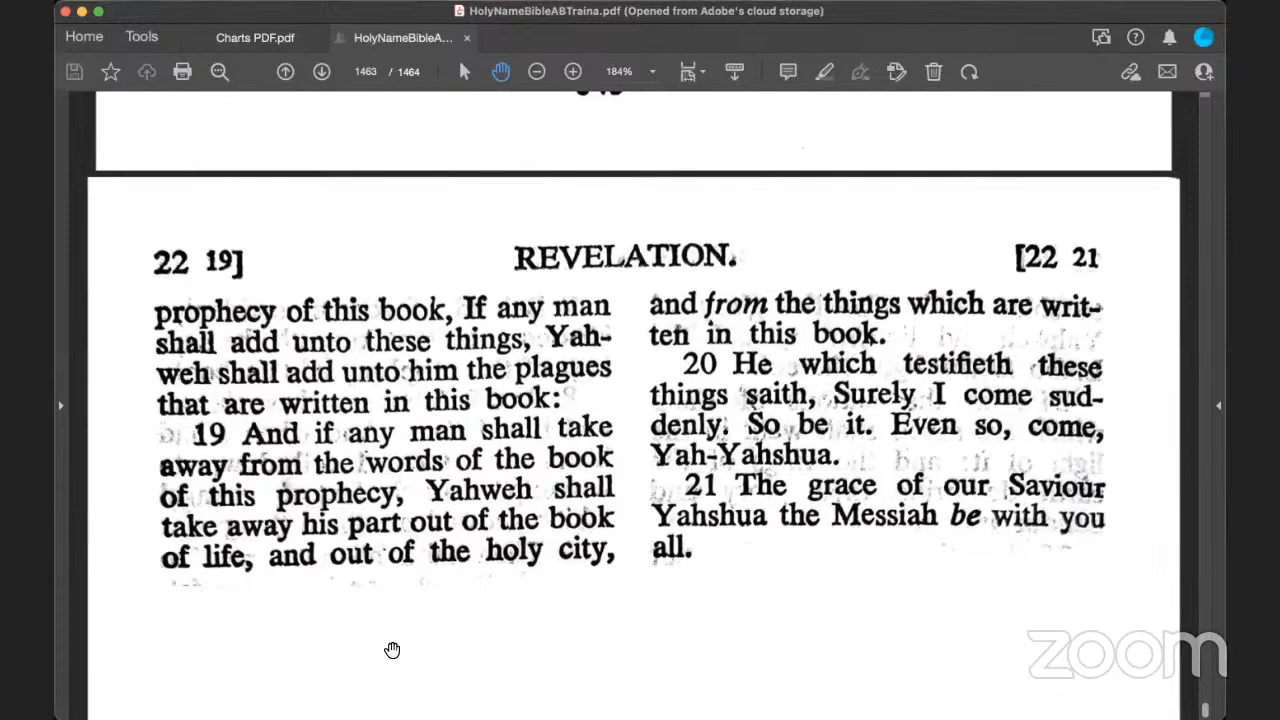 HolyNameBibleABTraina.pdf (Opened from Adobe's cloud storage)
Home Tools Charts PDF.pdf HolyNameBibleA... ×
1463 / 1464 184%
22 19] REVELATION. [22 21
prophecy of this book, If any man
shall add unto these things, Yah-
weh shall add unto him the plagues
that are written in this book:
19 And if any man shall take
away from the words of the book
of this prophecy, Yahweh shall
take away his part out of the book
of life, and out of the holy city,
and from the things which are writ-
ten in this book.
20 He which testifieth these
things saith, Surely I come sud-
denly. So be it. Even so, come,
Yah-Yahshua.
21 The grace of our Saviour
Yahshua the Messiah be with you
all.
zoom